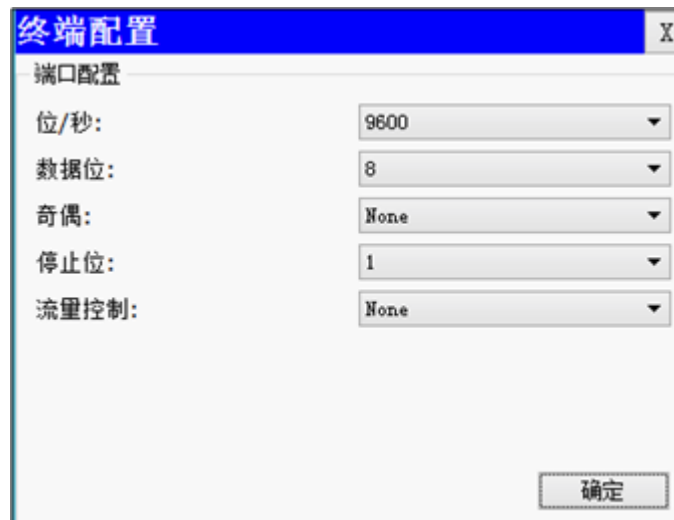 终端配置 X
端口配置
位/秒: 9600
数据位: 8
奇偶: None
停止位: 1
流量控制: None
确定